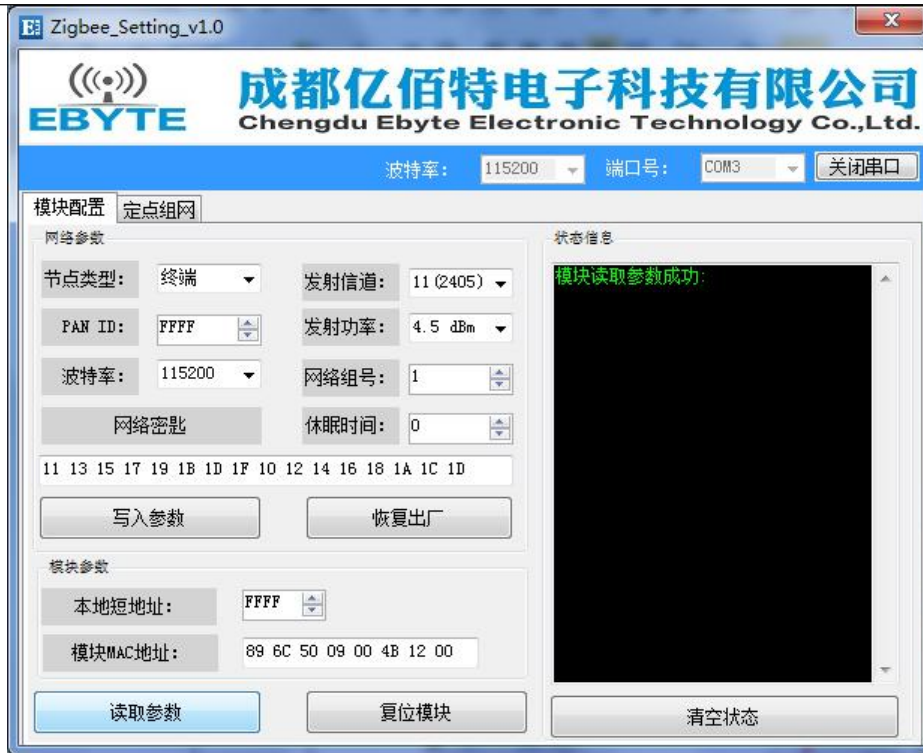 Zigbee_Setting_v1.0
EBYTE
成都亿佰特电子科技有限公司
Chengdu Ebyte Electronic Technology Co.,Ltd.
波特率： 115200 端口号： COM3 关闭串口
模块配置 定点组网
网络参数
节点类型： 终端 发射信道： 11(2405)
PAN ID： FFFF 发射功率： 4.5 dBm
波特率： 115200 网络组号： 1
网络密匙 休眠时间： 0
11 13 15 17 19 1B 1D 1F 10 12 14 16 18 1A 1C 1D
写入参数 恢复出厂
模块参数
本地短地址： FFFF
模块MAC地址： 89 6C 50 09 00 4B 12 00
读取参数 复位模块
状态信息
模块读取参数成功:
清空状态